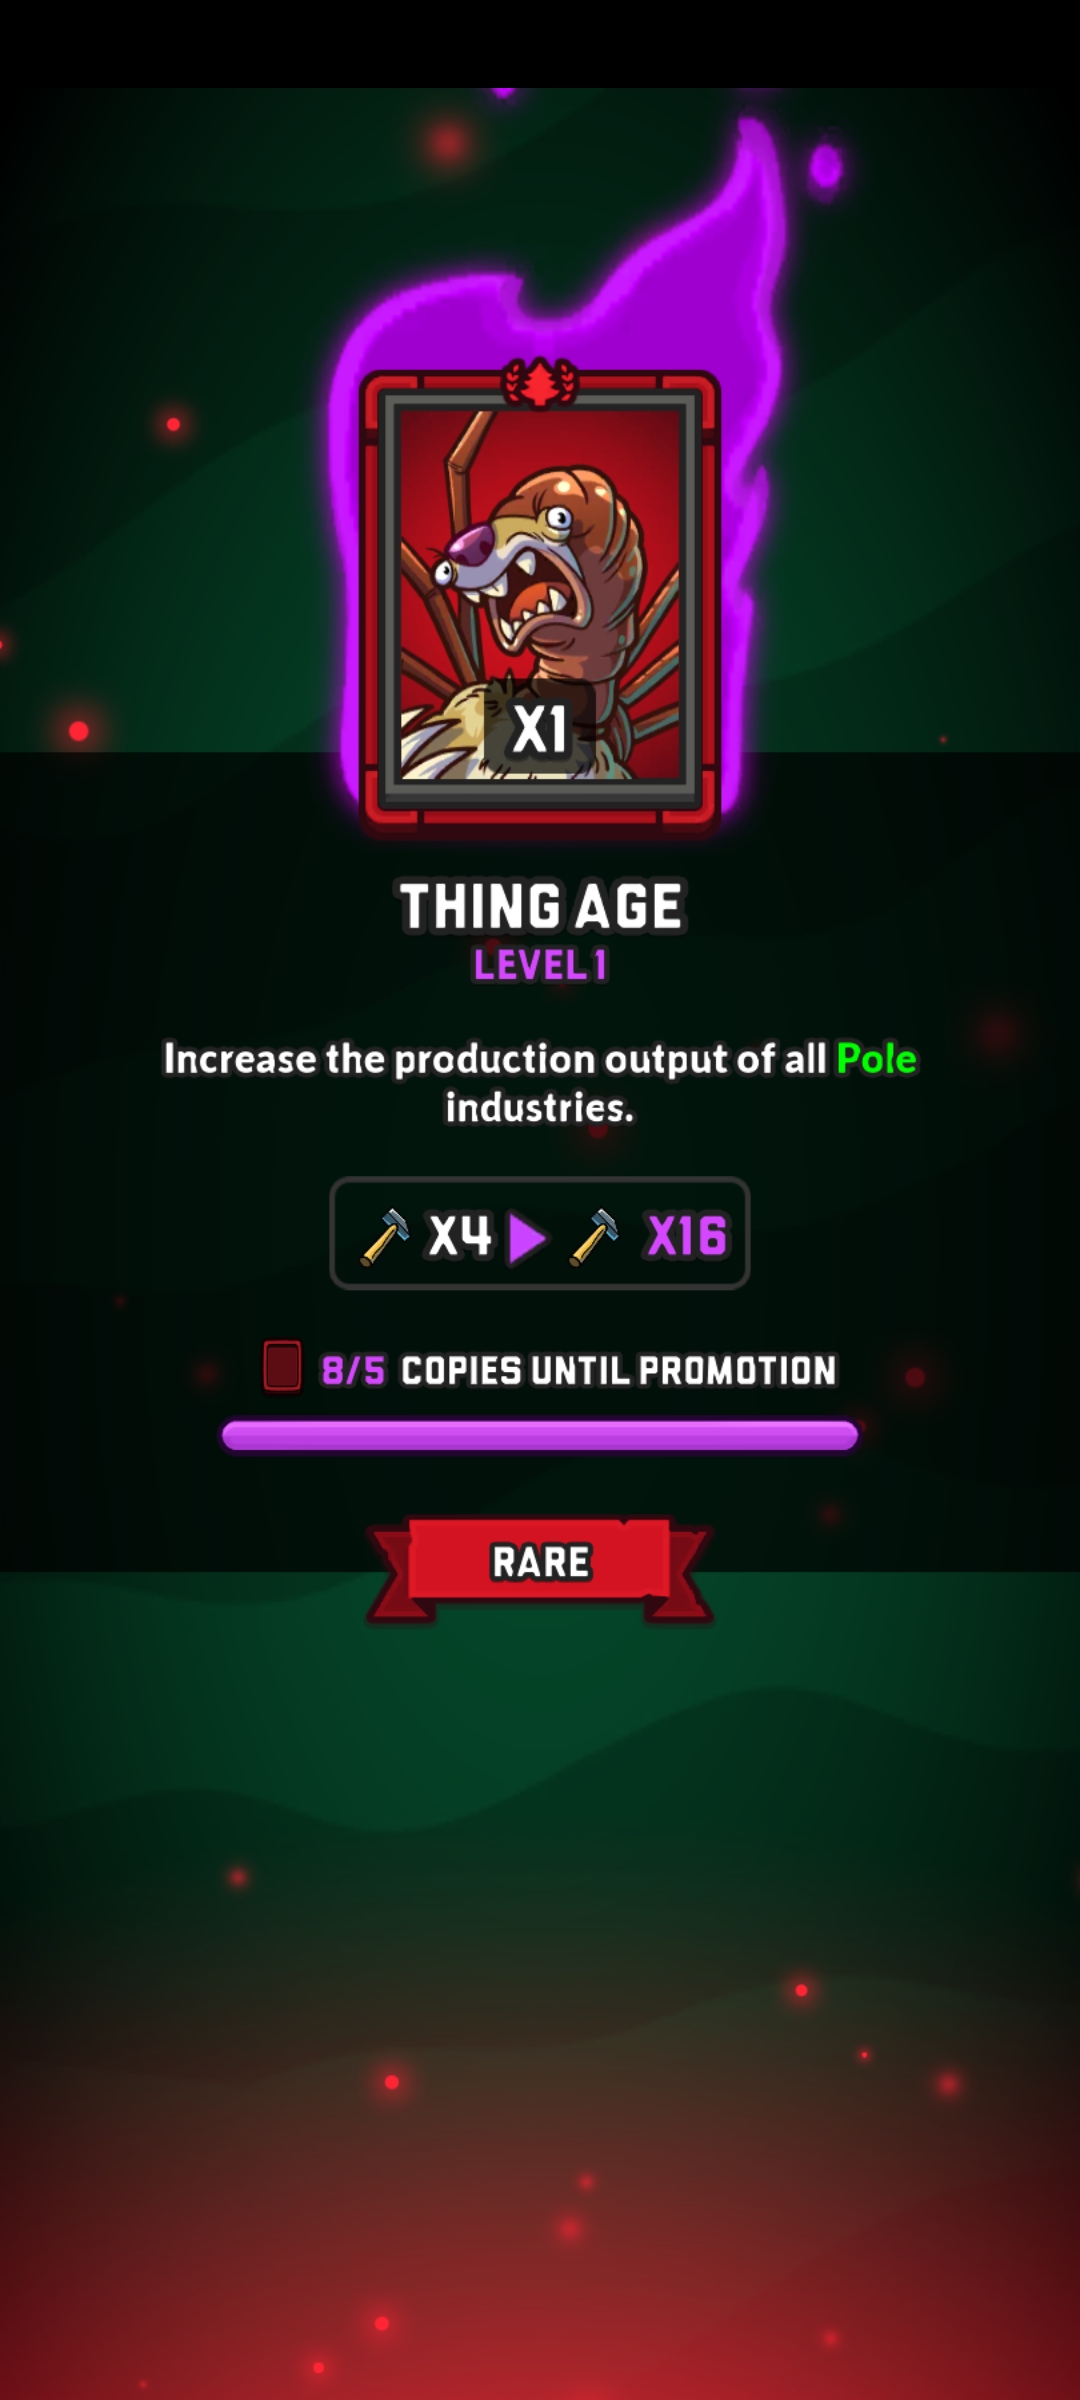 X1
THING AGE
LEVEL 1
Increase the production output of all Pole
industries.
X4 X16
8/5 COPIES UNTIL PROMOTION
RARE